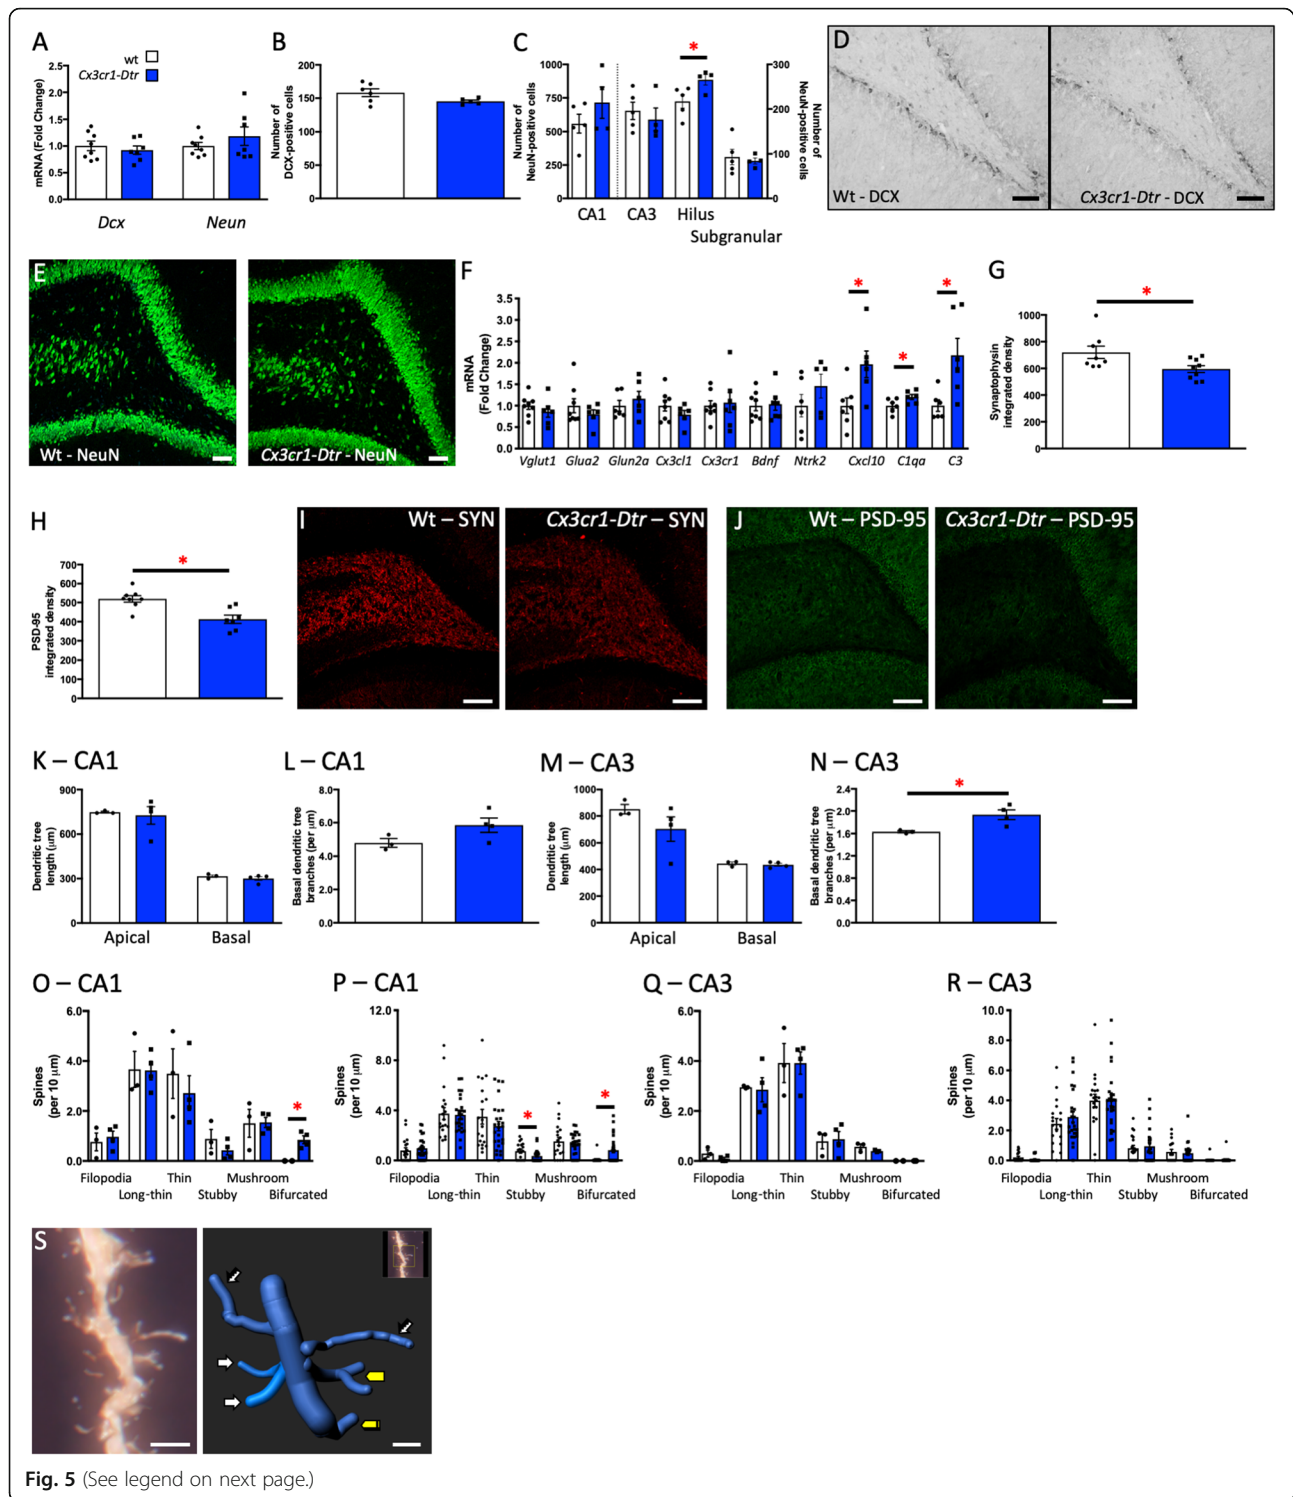 A
wt
Cx3cr1-Dtr
mRNA (Fold Change)
2.5
2.0
1.5
1.0
0.5
0.0
Dcx Neun
B
Number of
DCX-positive cells
200
150
100
50
0
C
Number of
NeuN-positive cells
1000
750
500
250
0
*
300
200
100
0
Number of
NeuN-positive cells
CA1 CA3 Hilus
Subgranular
D
Wt - DCX
Cx3cr1-Dtr - DCX
E
Wt - NeuN
Cx3cr1-Dtr - NeuN
F
mRNA
(Fold Change)
3.5
3.0
2.5
2.0
1.5
1.0
0.5
0.0
* * *
Vglut1 Glua2 Glun2a Cx3cl1 Cx3cr1 Bdnf Ntrk2 Cxcl10 C1qa C3
G
Synaptophysin
integrated density
1000
800
600
400
200
0
*
H
PSD-95
integrated density
700
600
500
400
300
200
100
0
*
I
Wt – SYN
Cx3cr1-Dtr – SYN
J
Wt – PSD-95
Cx3cr1-Dtr – PSD-95
K – CA1
Dendritic tree
length (µm)
900
600
300
0
Apical Basal
L – CA1
Basal dendritic tree
branches (per µm)
8.0
6.0
4.0
2.0
0.0
M – CA3
Dendritic tree
length (µm)
1000
800
600
400
200
0
Apical Basal
N – CA3
Basal dendritic tree
branches (per µm)
2.4
2.0
1.6
1.2
0.8
0.4
0.0
*
O – CA1
Spines
(per 10 µm)
6.0
4.0
2.0
0.0
*
Filopodia Thin Mushroom
Long-thin Stubby Bifurcated
P – CA1
Spines
(per 10 µm)
12.0
8.0
4.0
0.0
* *
Filopodia Thin Mushroom
Long-thin Stubby Bifurcated
Q – CA3
Spines
(per 10 µm)
6.0
4.0
2.0
0.0
Filopodia Thin Mushroom
Long-thin Stubby Bifurcated
R – CA3
Spines
(per 10 µm)
10.0
8.0
6.0
4.0
2.0
0.0
Filopodia Thin Mushroom
Long-thin Stubby Bifurcated
S
Fig. 5 (See legend on next page.)